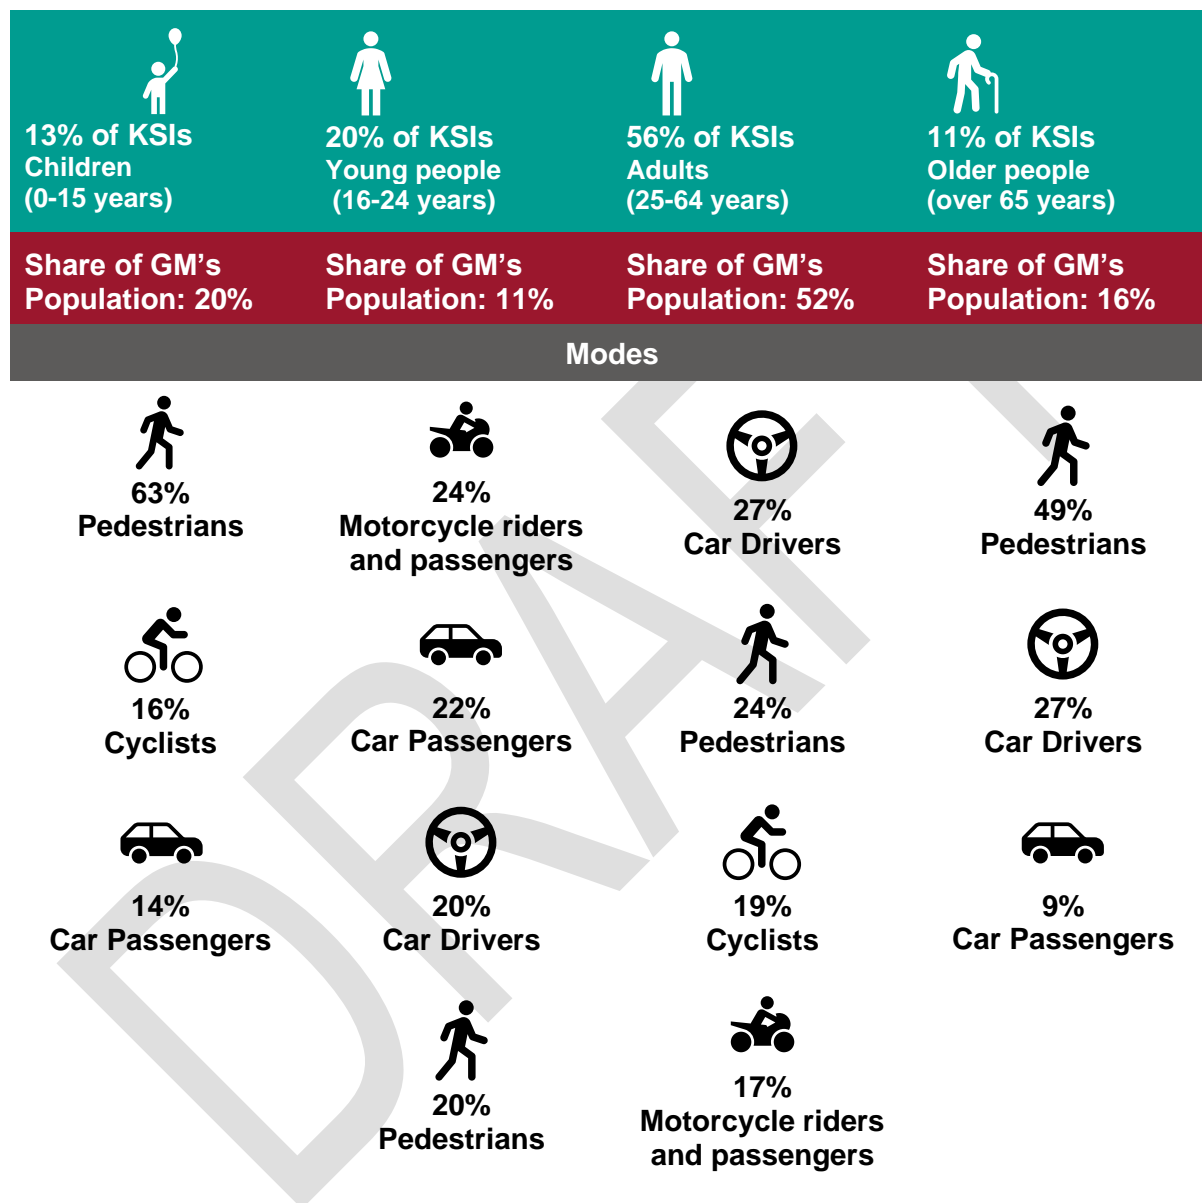 13% of KSIs
Children
(0-15 years)
20% of KSIs
Young people
(16-24 years)
56% of KSIs
Adults
(25-64 years)
11% of KSIs
Older people
(over 65 years)
Share of GM’s
Population: 20%
Share of GM’s
Population: 11%
Share of GM’s
Population: 52%
Share of GM’s
Population: 16%
Modes
63%
Pedestrians
24%
Motorcycle riders
and passengers
27%
Car Drivers
49%
Pedestrians
16%
Cyclists
22%
Car Passengers
24%
Pedestrians
27%
Car Drivers
14%
Car Passengers
20%
Car Drivers
19%
Cyclists
9%
Car Passengers
20%
Pedestrians
17%
Motorcycle riders
and passengers
DRAFT